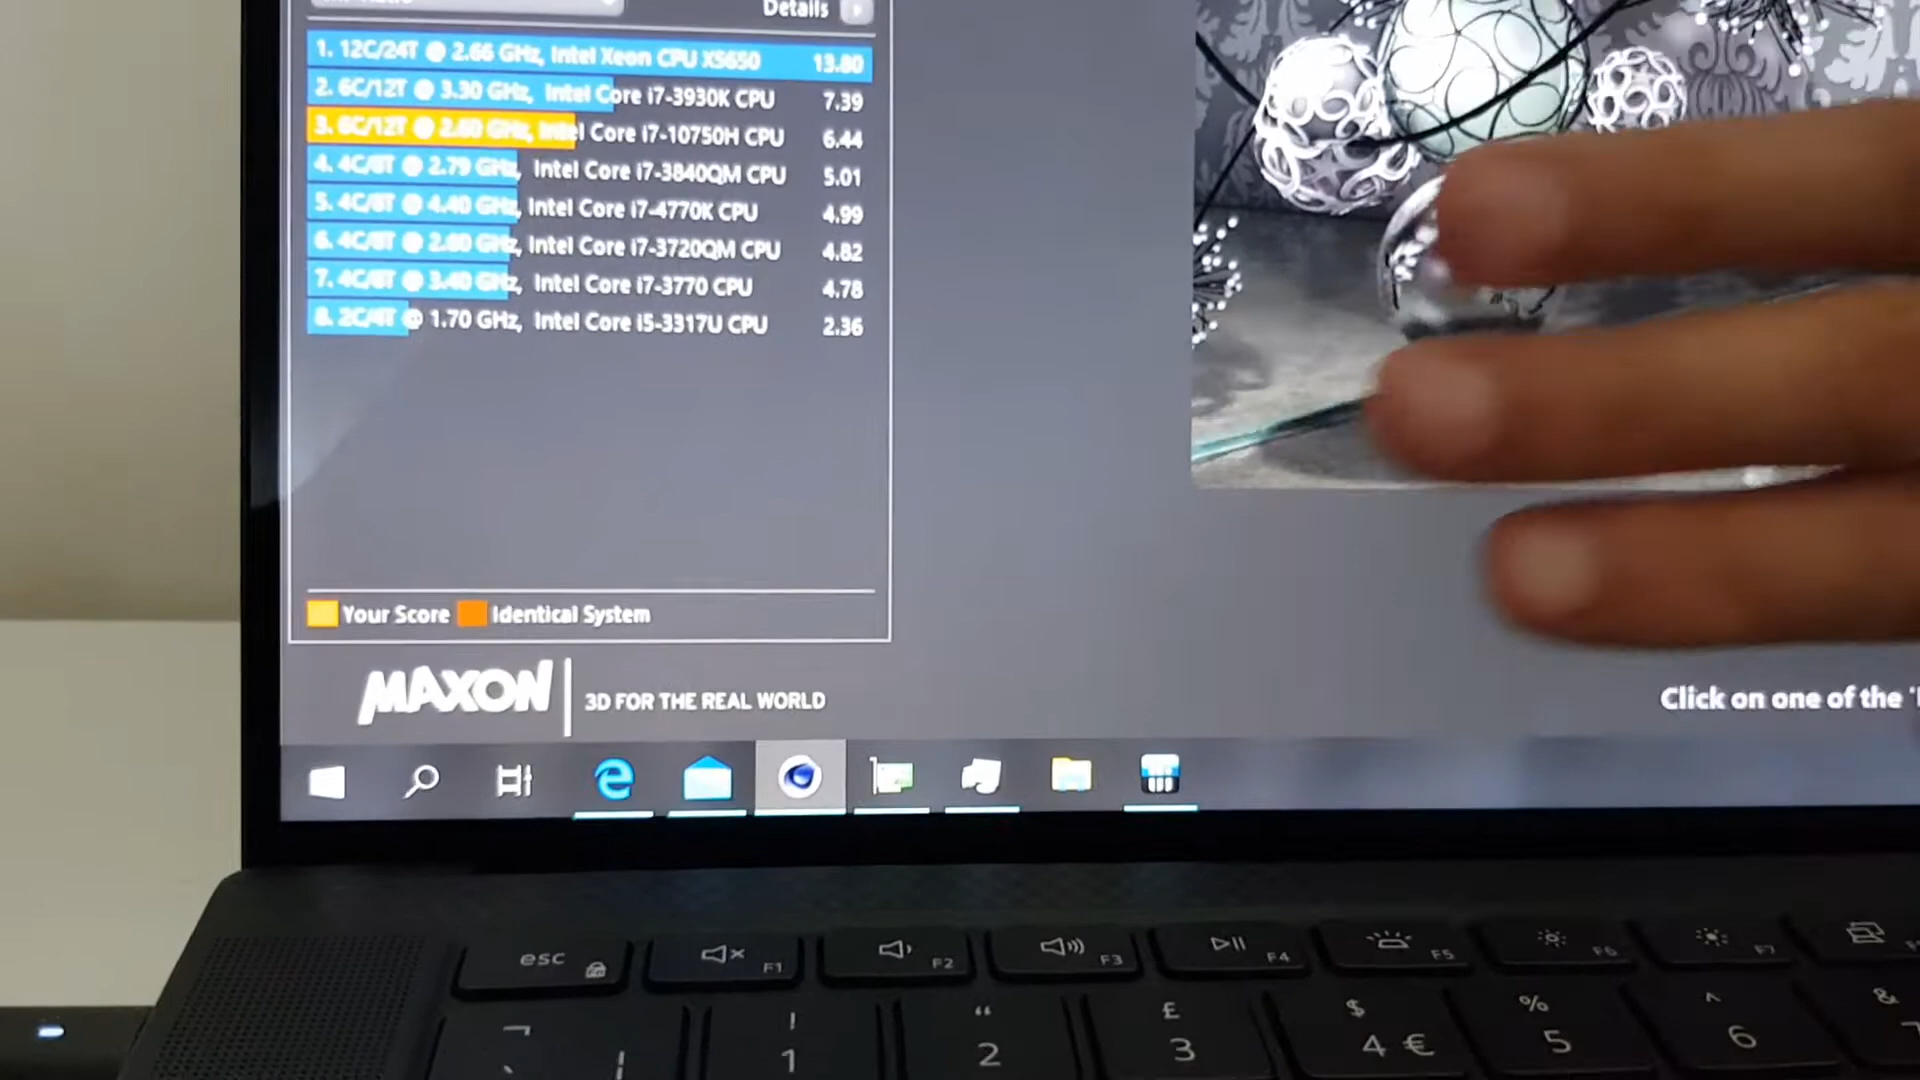 Details
1. 12C/24T @ 2.66 GHz, Intel Xeon CPU X5650 13.80
2. 6C/12T @ 3.30 GHz, Intel Core i7-3930K CPU 7.39
3. 6C/12T @ 2.60 GHz, Intel Core i7-10750H CPU 6.44
4. 4C/8T @ 2.79 GHz, Intel Core i7-3840QM CPU 5.01
5. 4C/8T @ 4.40 GHz, Intel Core i7-4770K CPU 4.99
6. 4C/8T @ 2.60 GHz, Intel Core i7-3720QM CPU 4.82
7. 4C/8T @ 3.40 GHz, Intel Core i7-3770 CPU 4.78
8. 2C/4T @ 1.70 GHz, Intel Core i5-3317U CPU 2.36
Your Score Identical System
MAXON 3D FOR THE REAL WORLD
Click on one of the '
esc F1 F2 F3 F4 F5 F6 F7
¬ ! " £ $ % ^ &
` ¦ 1 2 3 4 € 5 6 7